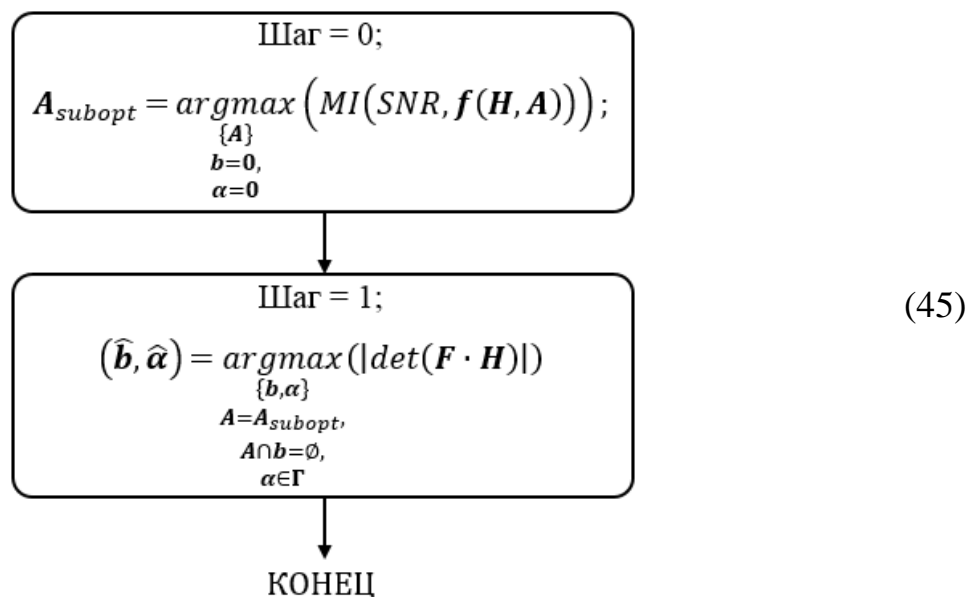 Шаг = 0;
A_subopt = argmax (MI(SNR, f(H, A)));
{A}
b=0,
α=0
Шаг = 1;
(b̂, α̂) = argmax(|det(F · H)|)
{b,α}
A=A_subopt,
A∩b=∅,
α∈Γ
(45)
КОНЕЦ